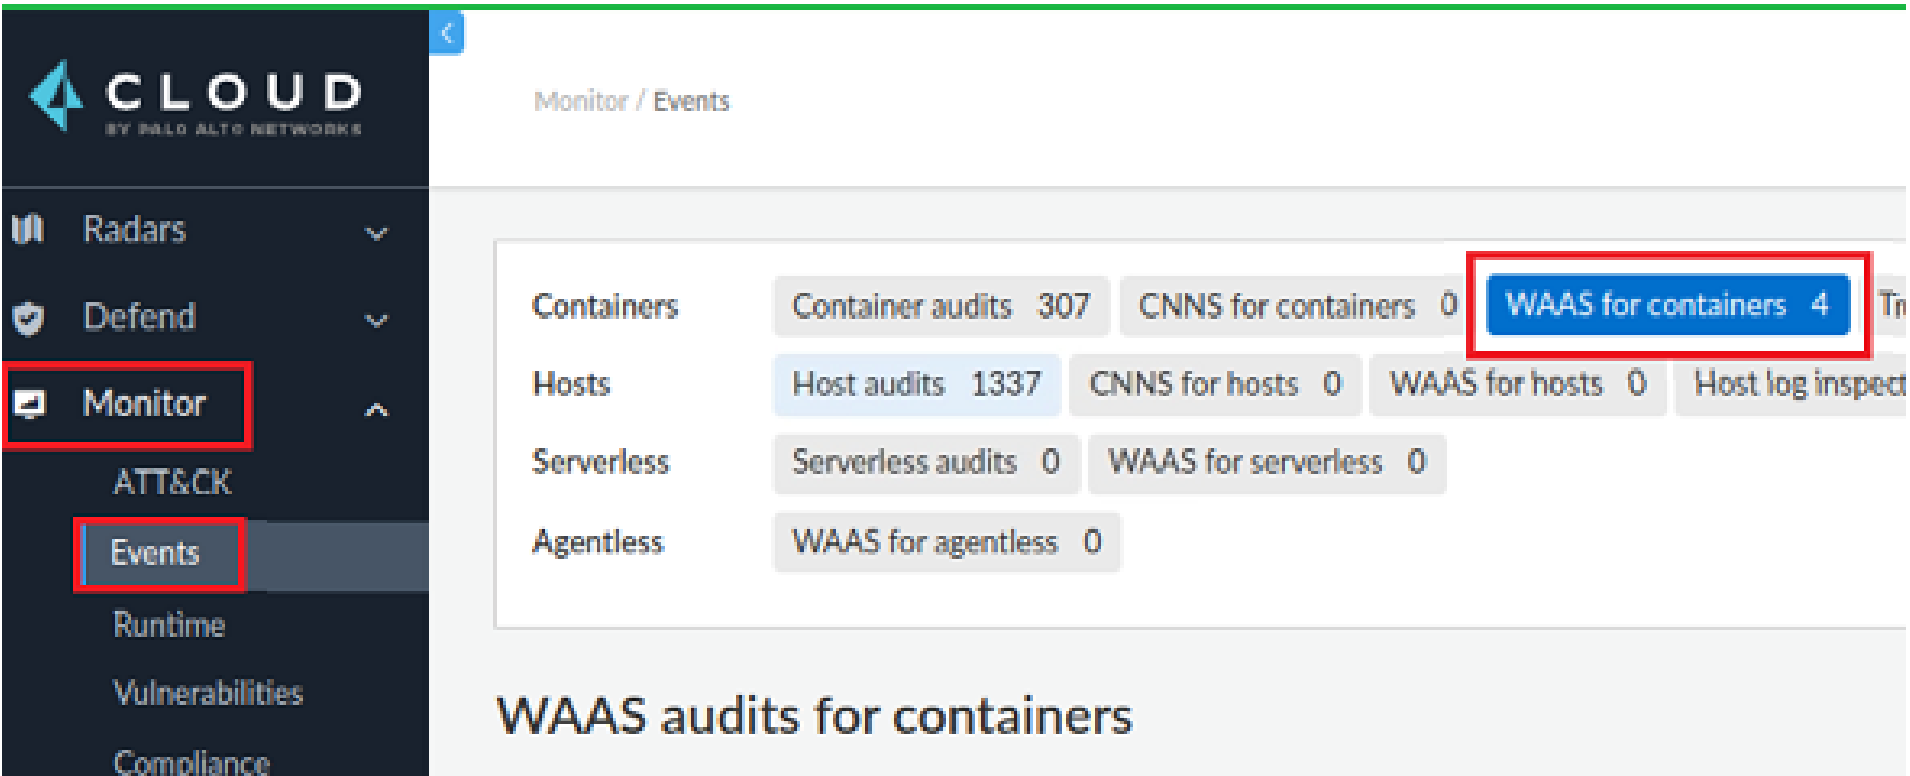 CLOUD
BY PALO ALTO NETWORKS
Radars
Defend
Monitor
ATT&CK
Events
Runtime
Vulnerabilities
Compliance
Monitor / Events
Containers Container audits 307 CNNS for containers 0 WAAS for containers 4
Hosts Host audits 1337 CNNS for hosts 0 WAAS for hosts 0 Host log inspect
Serverless Serverless audits 0 WAAS for serverless 0
Agentless WAAS for agentless 0
WAAS audits for containers